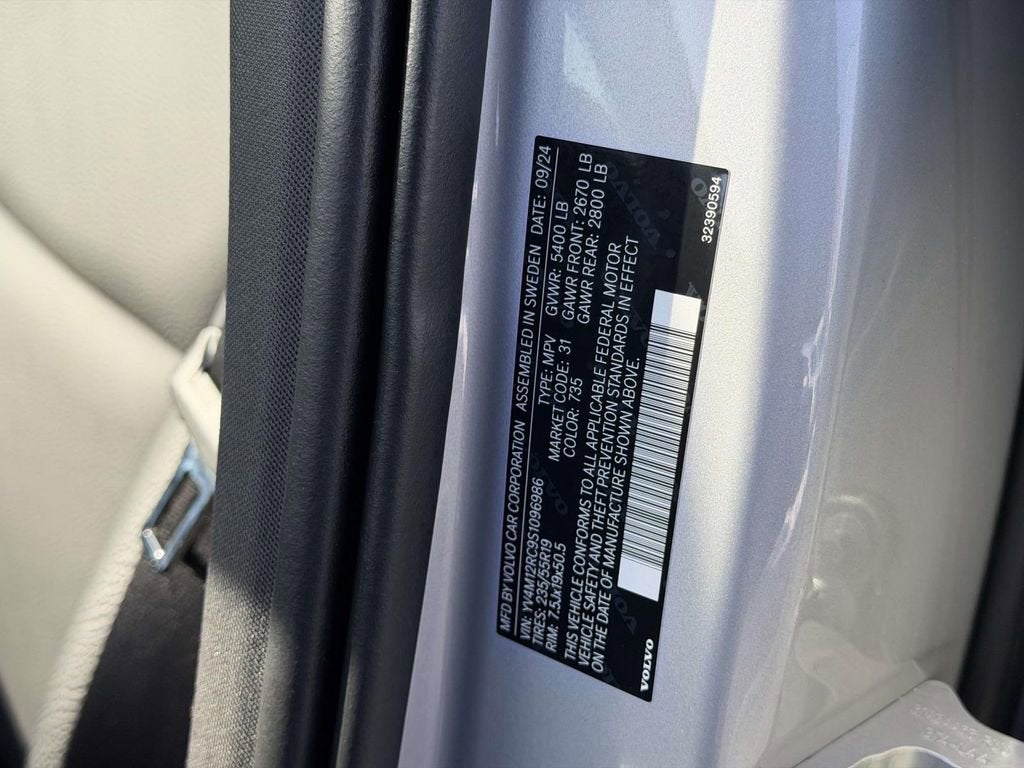 MFD BY VOLVO CAR CORPORATION ASSEMBLED IN SWEDEN DATE: 09/24
VIN: YV4M12RC9S1096986 TYPE: MPV GVWR: 5400 LB
TIRES: 235/55R19 MARKET CODE: 31 GAWR FRONT: 2670 LB
RIM: 7.5Jx19x50.5 COLOR: 735 GAWR REAR: 2800 LB
THIS VEHICLE CONFORMS TO ALL APPLICABLE FEDERAL MOTOR
VEHICLE SAFETY AND THEFT PREVENTION STANDARDS IN EFFECT
ON THE DATE OF MANUFACTURE SHOWN ABOVE.
VOLVO
32390594